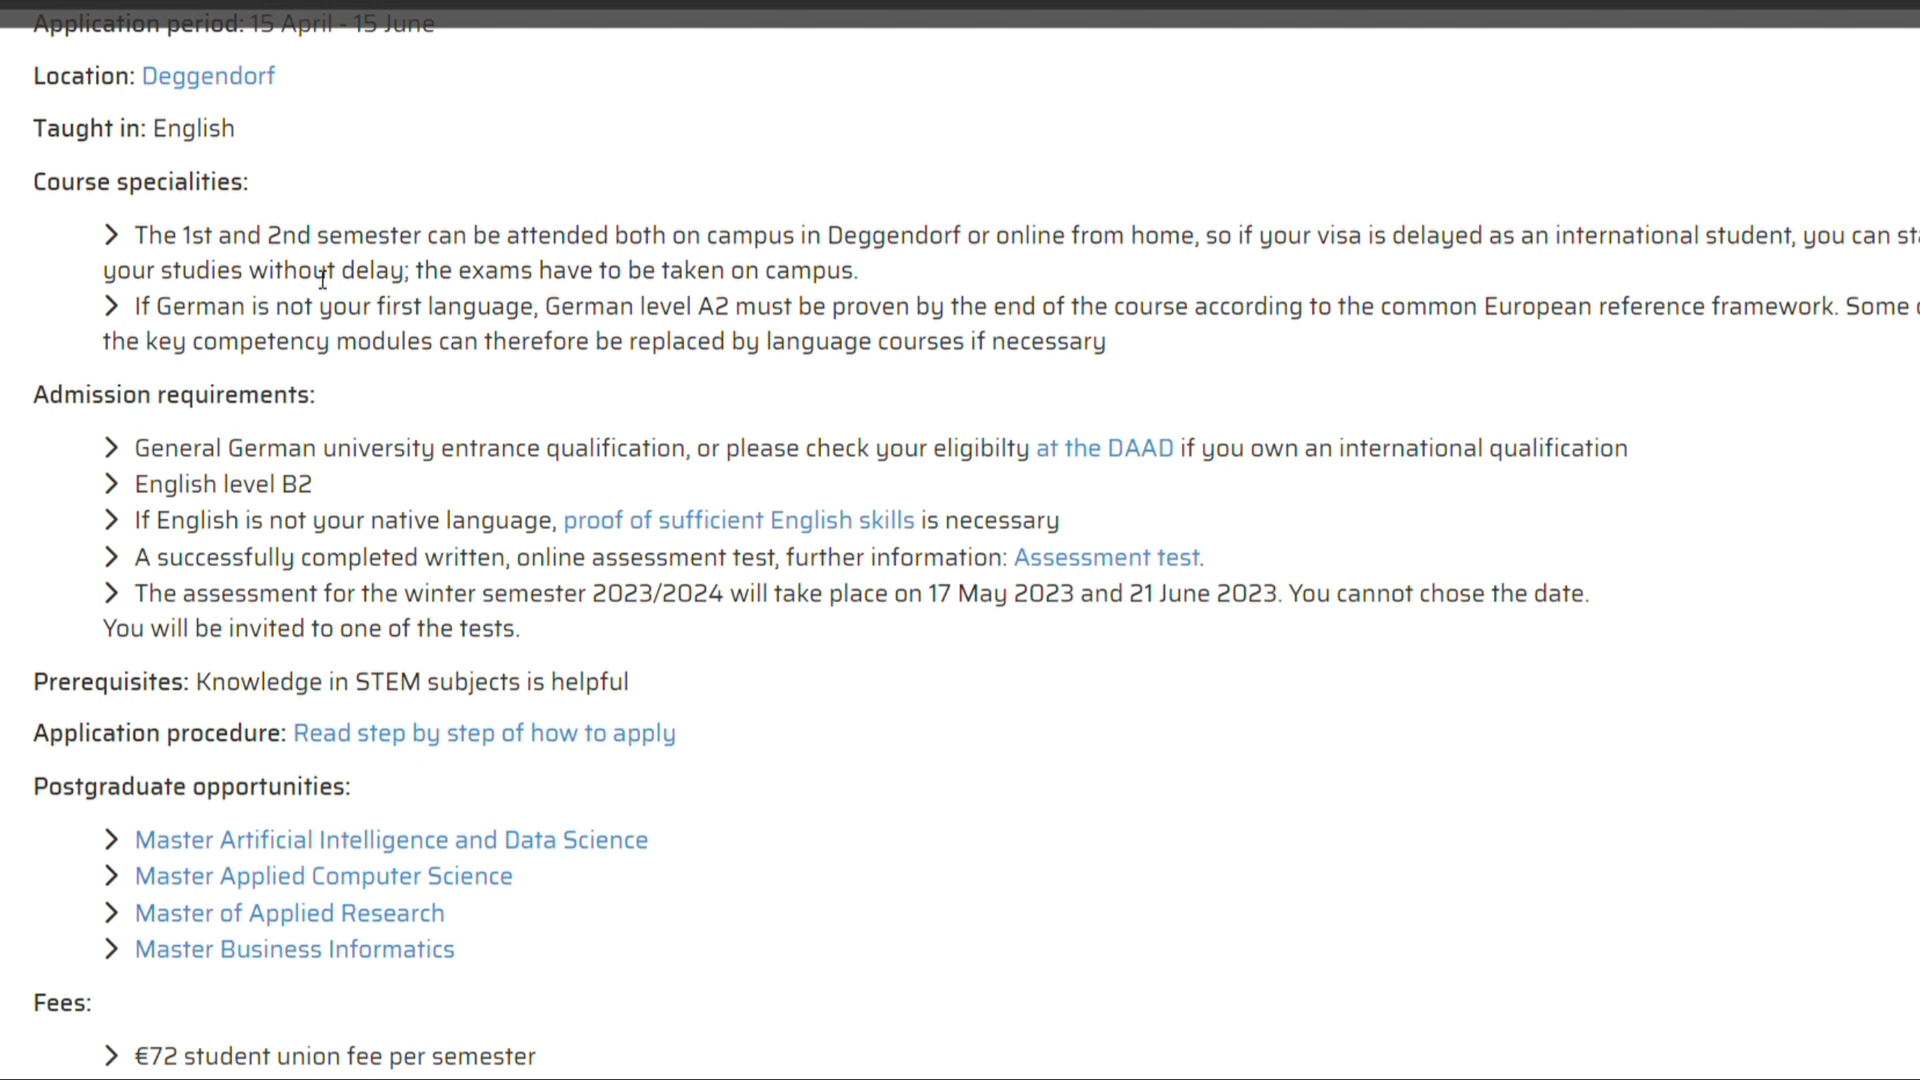 Application period: 15 April - 15 June
Location: Deggendorf
Taught in: English
Course specialities:
The 1st and 2nd semester can be attended both on campus in Deggendorf or online from home, so if your visa is delayed as an international student, you can
your studies without delay; the exams have to be taken on campus.
If German is not your first language, German level A2 must be proven by the end of the course according to the common European reference framework. Some
the key competency modules can therefore be replaced by language courses if necessary
Admission requirements:
General German university entrance qualification, or please check your eligibilty at the DAAD if you own an international qualification
English level B2
If English is not your native language, proof of sufficient English skills is necessary
A successfully completed written, online assessment test, further information: Assessment test.
The assessment for the winter semester 2023/2024 will take place on 17 May 2023 and 21 June 2023. You cannot chose the date.
You will be invited to one of the tests.
Prerequisites: Knowledge in STEM subjects is helpful
Application procedure: Read step by step of how to apply
Postgraduate opportunities:
Master Artificial Intelligence and Data Science
Master Applied Computer Science
Master of Applied Research
Master Business Informatics
Fees:
€72 student union fee per semester